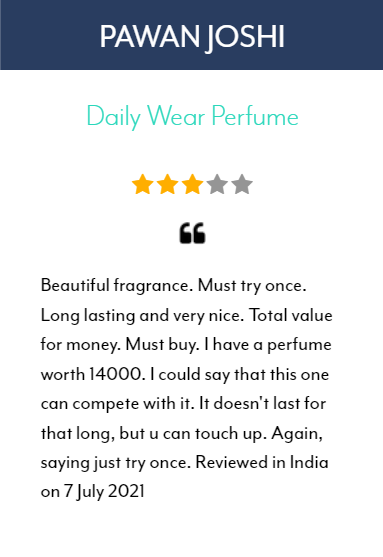 PAWAN JOSHI
Daily Wear Perfume
❝
Beautiful fragrance. Must try once.
Long lasting and very nice. Total value
for money. Must buy. I have a perfume
worth 14000. I could say that this one
can compete with it. It doesn't last for
that long, but u can touch up. Again,
saying just try once. Reviewed in India
on 7 July 2021